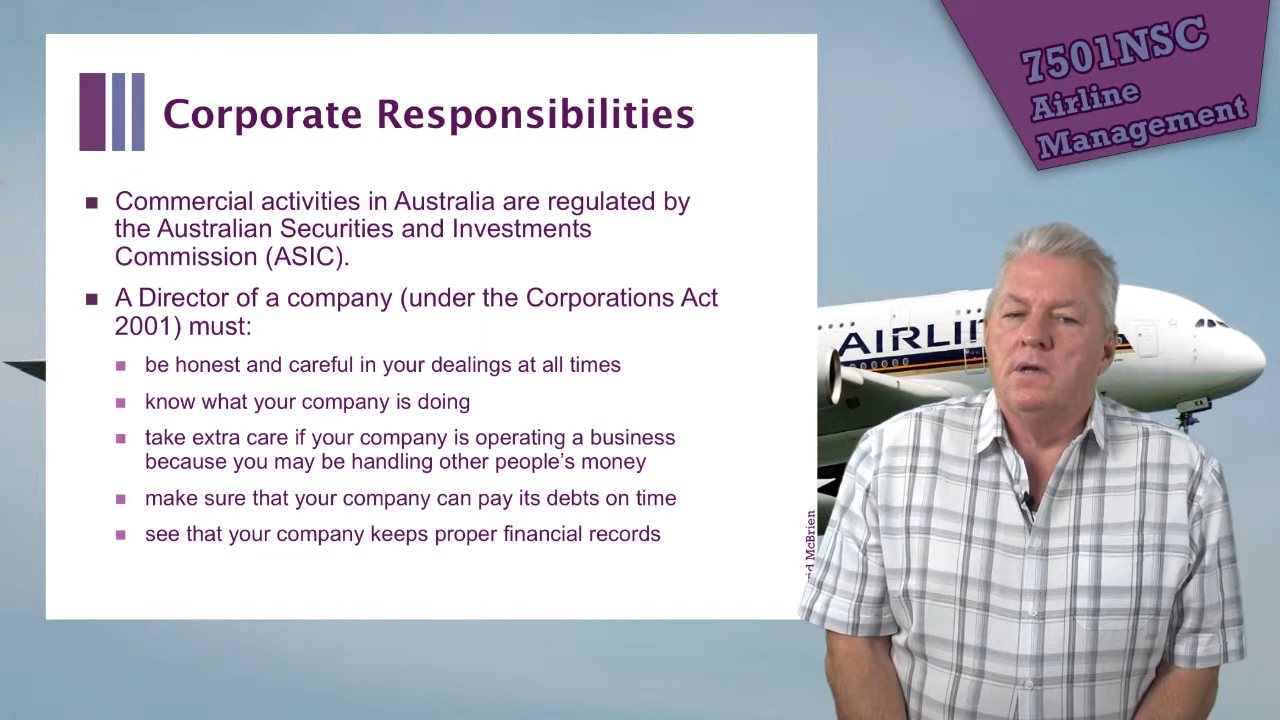 7501NSC
Airline
Management
Corporate Responsibilities
Commercial activities in Australia are regulated by
the Australian Securities and Investments
Commission (ASIC).
A Director of a company (under the Corporations Act
2001) must:
be honest and careful in your dealings at all times
know what your company is doing
take extra care if your company is operating a business
because you may be handling other people’s money
make sure that your company can pay its debts on time
see that your company keeps proper financial records
McBrien